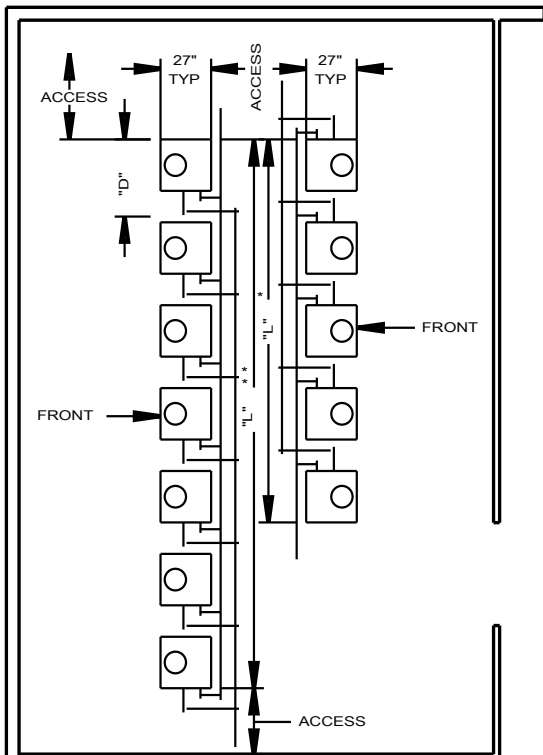 27"
TYP
ACCESS
27"
TYP
ACCESS
"D"
*
"L"
FRONT
* *
"L"
FRONT
ACCESS